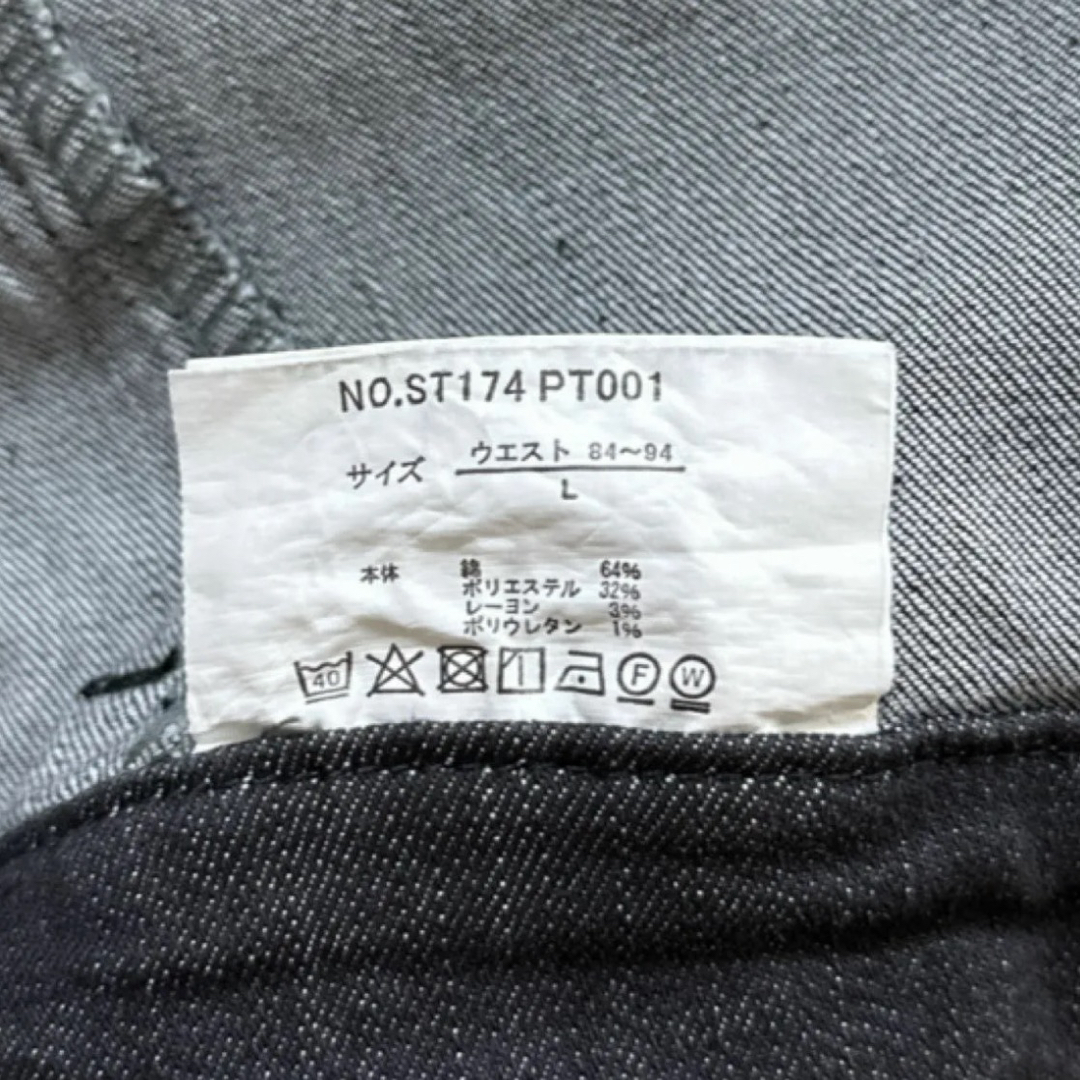 NO.ST174 PT001
サイズ ウエスト 84〜94
L
本体 綿 64%
ポリエステル 32%
レーヨン 3%
ポリウレタン 1%
40 F W